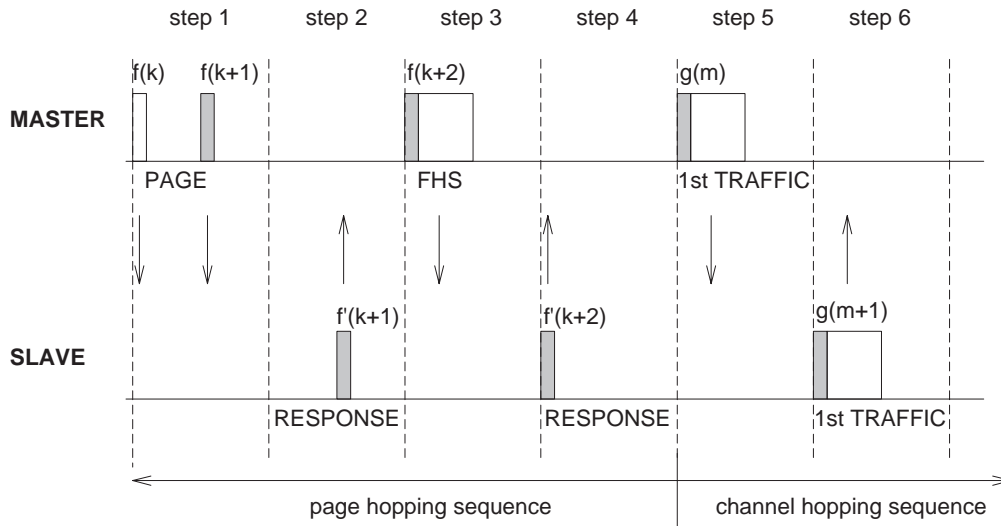 step 1 step 2 step 3 step 4 step 5 step 6
f(k) f(k+1) f(k+2) g(m)
MASTER
PAGE FHS 1st TRAFFIC
f'(k+1) f'(k+2) g(m+1)
SLAVE
RESPONSE RESPONSE 1st TRAFFIC
page hopping sequence channel hopping sequence